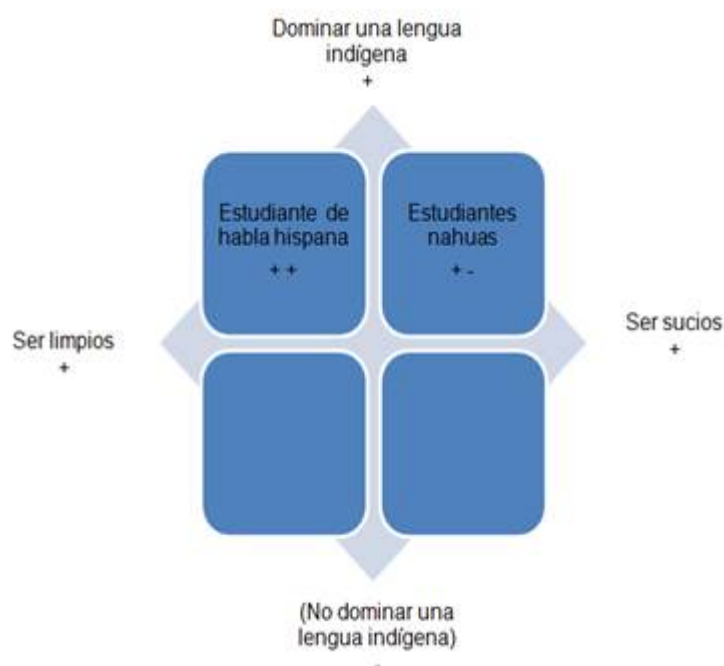 Dominar una lengua
indígena
+
Estudiante de
habla hispana
+ +
Estudiantes
nahuas
+ -
Ser limpios
+
Ser sucios
+
(No dominar una
lengua indígena)
-